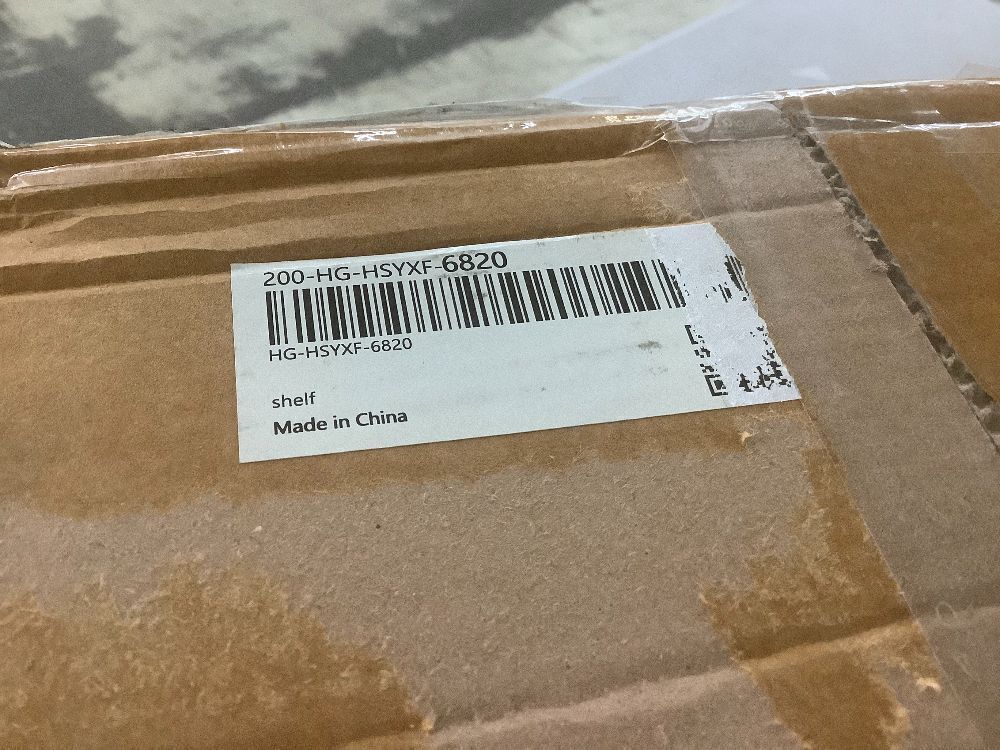 200-HG-HSYXF-6820
HG-HSYXF-6820
shelf
Made in China